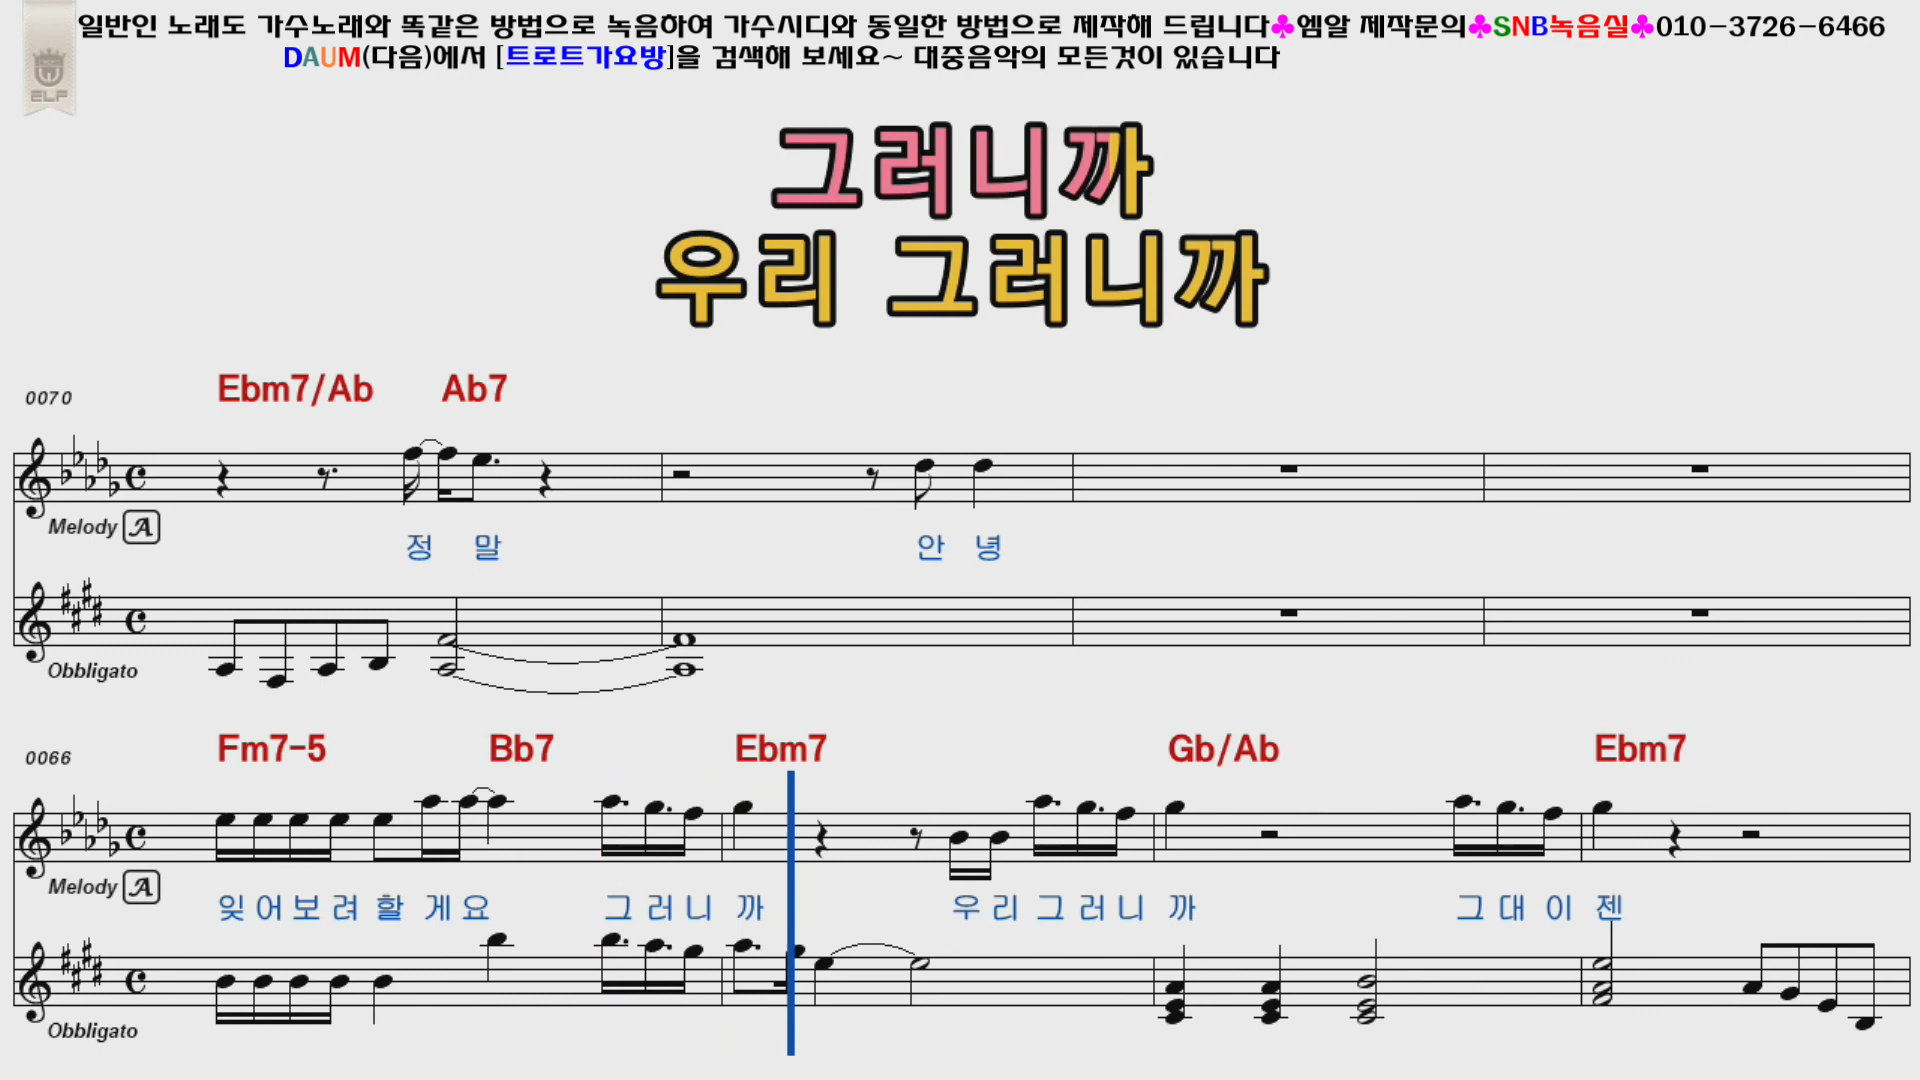 일반인 노래도 가수노래와 똑같은 방법으로 녹음하여 가수시디와 동일한 방법으로 제작해 드립니다♣엠알 제작문의♣SNB녹음실♣010-3726-6466
DAUM(다음)에서 [트로트가요방]을 검색해 보세요~ 대중음악의 모든것이 있습니다
ELF
그러니까
우리 그러니까
0070 Ebm7/Ab Ab7
Melody A
정 말 안 녕
Obbligato
0066 Fm7-5 Bb7 Ebm7 Gb/Ab Ebm7
Melody A
잊 어 보 려 할 게 요 그 러 니 까 우 리 그 러 니 까 그 대 이 젠
Obbligato